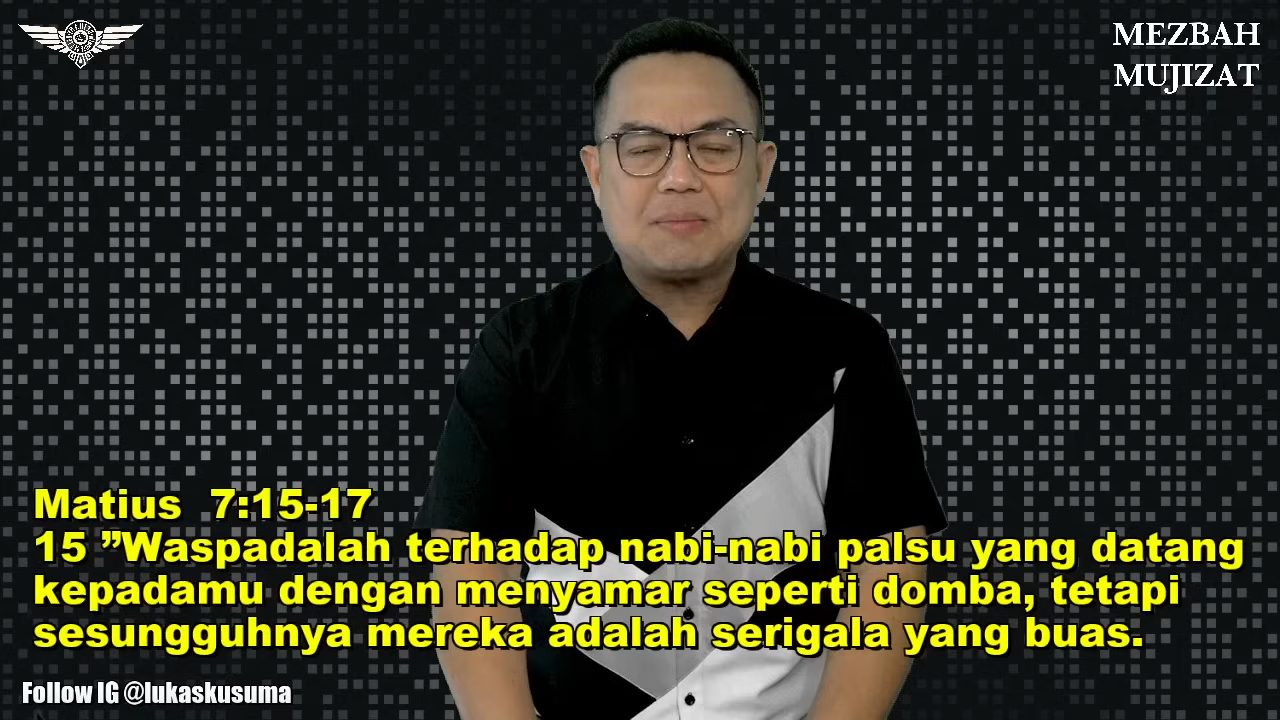 MEZBAH
MUJIZAT
Matius 7:15-17
15 ”Waspadalah terhadap nabi-nabi palsu yang datang
kepadamu dengan menyamar seperti domba, tetapi
sesungguhnya mereka adalah serigala yang buas.
Follow IG @lukaskusuma